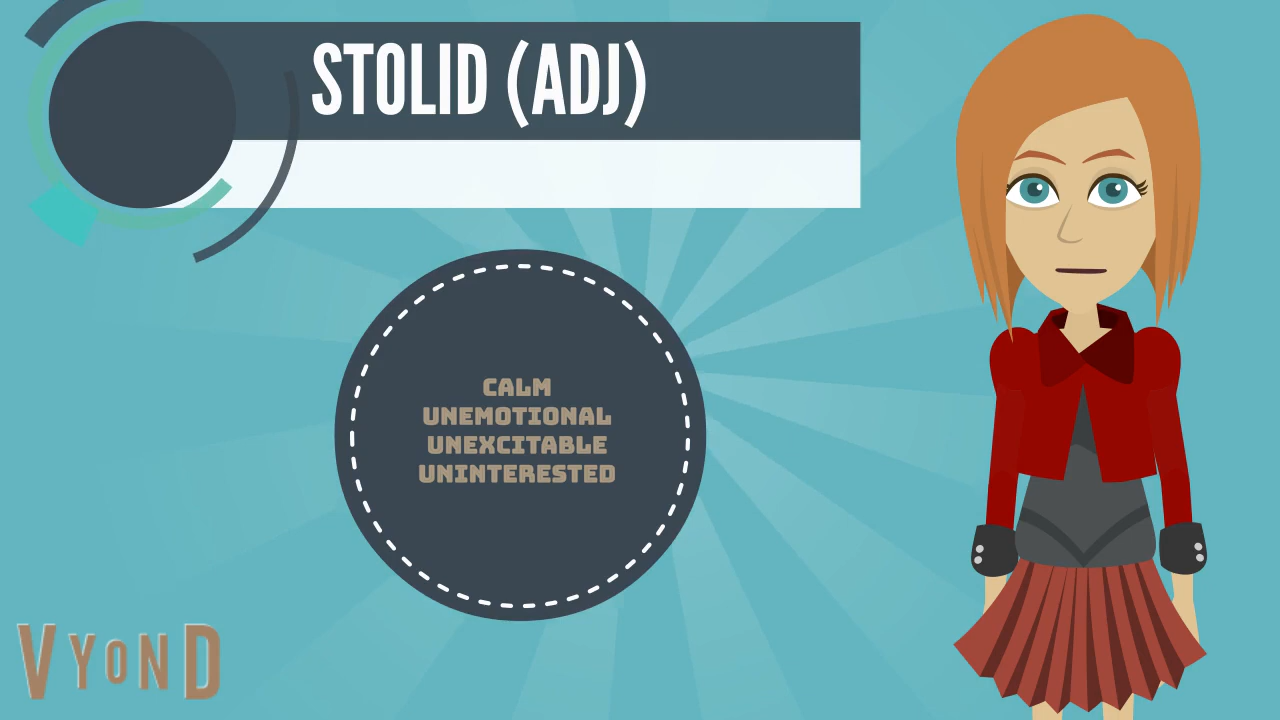 STOLID (ADJ)
CALM
UNEMOTIONAL
UNEXCITABLE
UNINTERESTED
VYOND